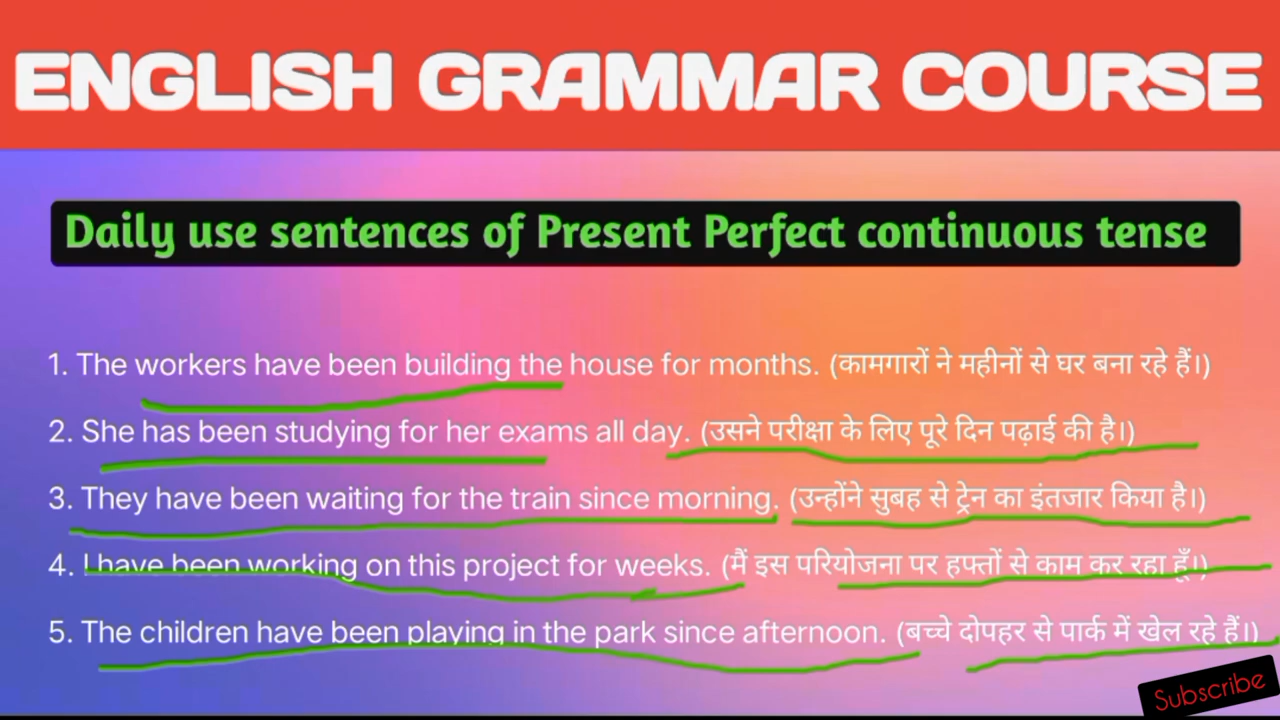 ENGLISH GRAMMAR COURSE
Daily use sentences of Present Perfect continuous tense
1. The workers have been building the house for months. (कामगारों ने महीनों से घर बना रहे हैं।)
2. She has been studying for her exams all day. (उसने परीक्षा के लिए पूरे दिन पढ़ाई की है।)
3. They have been waiting for the train since morning. (उन्होंने सुबह से ट्रेन का इंतजार किया है।)
4. I have been working on this project for weeks. (मैं इस परियोजना पर हफ्तों से काम कर रहा हूँ।)
5. The children have been playing in the park since afternoon. (बच्चे दोपहर से पार्क में खेल रहे हैं।)
Subscribe